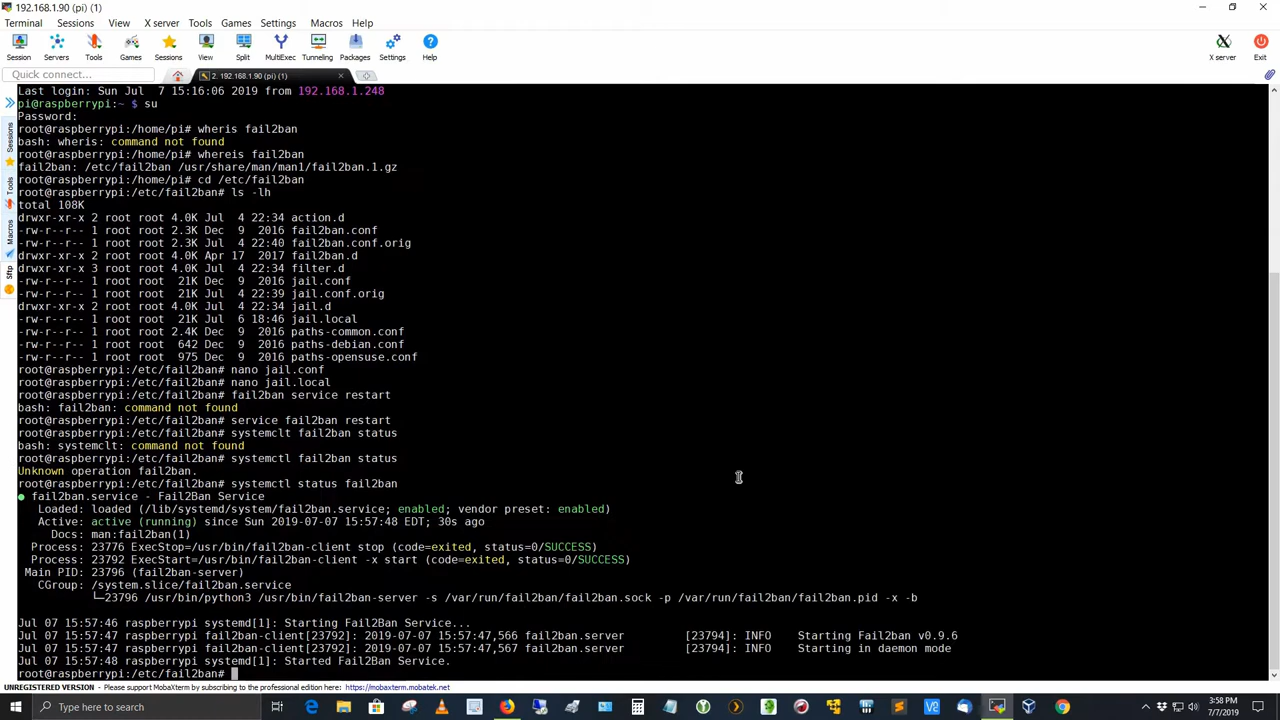 192.168.1.90 (pi) (1)
Terminal Sessions View X server Tools Games Settings Macros Help
Session Servers Tools Games Sessions View Split MultiExec Tunneling Packages Settings Help X server Exit
Quick connect...
2. 192.168.1.90 (pi) (1)
Sessions
Tools
Macros
Sftp
Last login: Sun Jul  7 15:16:06 2019 from 192.168.1.248
pi@raspberrypi:~ $ su
Password:
root@raspberrypi:/home/pi# wheris fail2ban
bash: wheris: command not found
root@raspberrypi:/home/pi# whereis fail2ban
fail2ban: /etc/fail2ban /usr/share/man/man1/fail2ban.1.gz
root@raspberrypi:/home/pi# cd /etc/fail2ban
root@raspberrypi:/etc/fail2ban# ls -lh
total 108K
drwxr-xr-x 2 root root 4.0K Jul  4 22:34 action.d
-rw-r--r-- 1 root root 2.3K Dec  9  2016 fail2ban.conf
-rw-r--r-- 1 root root 2.3K Jul  4 22:40 fail2ban.conf.orig
drwxr-xr-x 2 root root 4.0K Apr 17  2017 fail2ban.d
drwxr-xr-x 3 root root 4.0K Jul  4 22:34 filter.d
-rw-r--r-- 1 root root  21K Dec  9  2016 jail.conf
-rw-r--r-- 1 root root  21K Jul  4 22:39 jail.conf.orig
drwxr-xr-x 2 root root 4.0K Jul  4 22:34 jail.d
-rw-r--r-- 1 root root  21K Jul  6 18:46 jail.local
-rw-r--r-- 1 root root 2.4K Dec  9  2016 paths-common.conf
-rw-r--r-- 1 root root  642 Dec  9  2016 paths-debian.conf
-rw-r--r-- 1 root root  975 Dec  9  2016 paths-opensuse.conf
root@raspberrypi:/etc/fail2ban# nano jail.conf
root@raspberrypi:/etc/fail2ban# nano jail.local
root@raspberrypi:/etc/fail2ban# fail2ban service restart
bash: fail2ban: command not found
root@raspberrypi:/etc/fail2ban# service fail2ban restart
root@raspberrypi:/etc/fail2ban# systemclt fail2ban status
bash: systemclt: command not found
root@raspberrypi:/etc/fail2ban# systemctl fail2ban status
Unknown operation fail2ban.
root@raspberrypi:/etc/fail2ban# systemctl status fail2ban
● fail2ban.service - Fail2Ban Service
Loaded: loaded (/lib/systemd/system/fail2ban.service; enabled; vendor preset: enabled)
Active: active (running) since Sun 2019-07-07 15:57:48 EDT; 30s ago
Docs: man:fail2ban(1)
Process: 23776 ExecStop=/usr/bin/fail2ban-client stop (code=exited, status=0/SUCCESS)
Process: 23792 ExecStart=/usr/bin/fail2ban-client -x start (code=exited, status=0/SUCCESS)
Main PID: 23796 (fail2ban-server)
CGroup: /system.slice/fail2ban.service
└─23796 /usr/bin/python3 /usr/bin/fail2ban-server -s /var/run/fail2ban/fail2ban.sock -p /var/run/fail2ban/fail2ban.pid -x -b
Jul 07 15:57:46 raspberrypi systemd[1]: Starting Fail2Ban Service...
Jul 07 15:57:47 raspberrypi fail2ban-client[23792]: 2019-07-07 15:57:47,566 fail2ban.server [23794]: INFO Starting Fail2ban v0.9.6
Jul 07 15:57:47 raspberrypi fail2ban-client[23792]: 2019-07-07 15:57:47,567 fail2ban.server [23794]: INFO Starting in daemon mode
Jul 07 15:57:48 raspberrypi systemd[1]: Started Fail2Ban Service.
root@raspberrypi:/etc/fail2ban#
UNREGISTERED VERSION - Please support MobaXterm by subscribing to the professional edition here: https://mobaxterm.mobatek.net
Type here to search
3:58 PM
7/7/2019